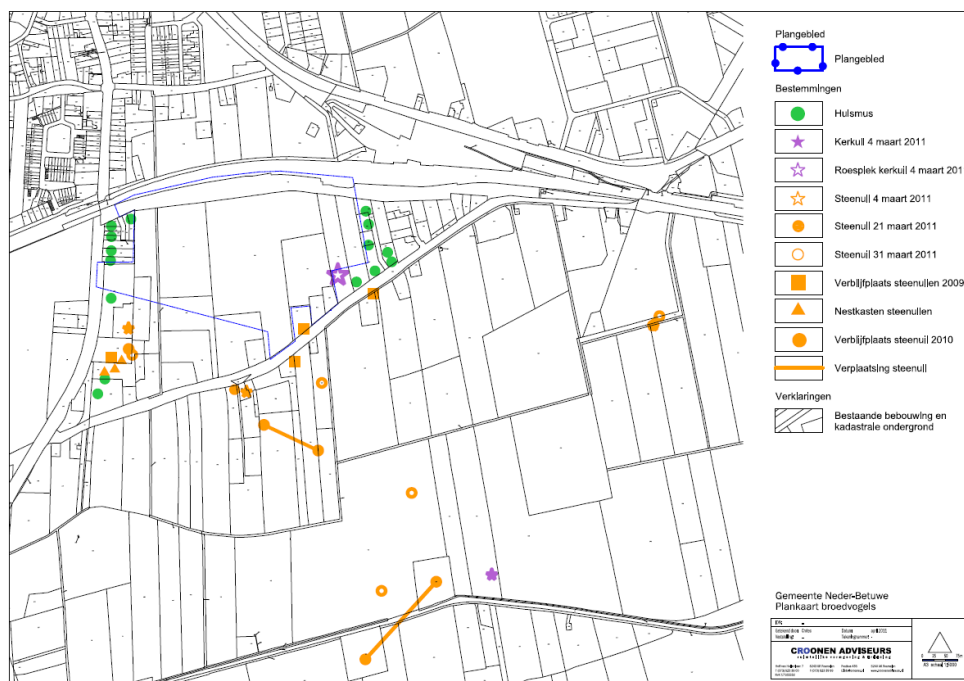 Plangebied
Plangebied
Bestemmingen
Huismus
Kerkuil 4 maart 2011
Roesplek kerkuil 4 maart 201
Steenuil 4 maart 2011
Steenuil 21 maart 2011
Steenuil 31 maart 2011
Verblijfplaats steenuilen 2009
Nestkasten steenuilen
Verblijfplaats steenuil 2010
Verplaatsing steenuil
Verklaringen
Bestaande bebouwing en
kadastrale ondergrond
Gemeente Neder-Betuwe
Plankaart broedvogels
CROONEN ADVISEURS